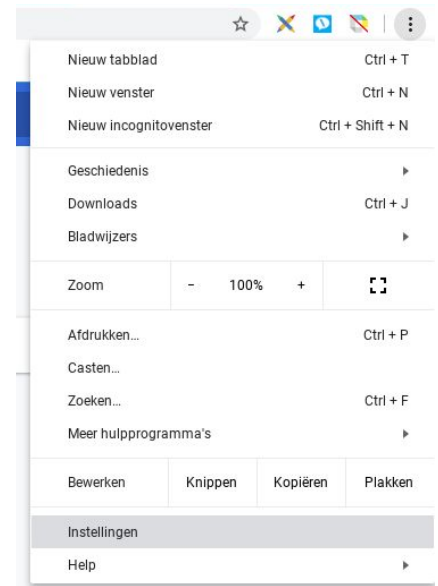 Nieuw tabblad Ctrl + T
Nieuw venster Ctrl + N
Nieuw incognitovenster Ctrl + Shift + N
Geschiedenis
Downloads Ctrl + J
Bladwijzers
Zoom - 100% +
Afdrukken... Ctrl + P
Casten...
Zoeken... Ctrl + F
Meer hulpprogramma's
Bewerken Knippen Kopiëren Plakken
Instellingen
Help